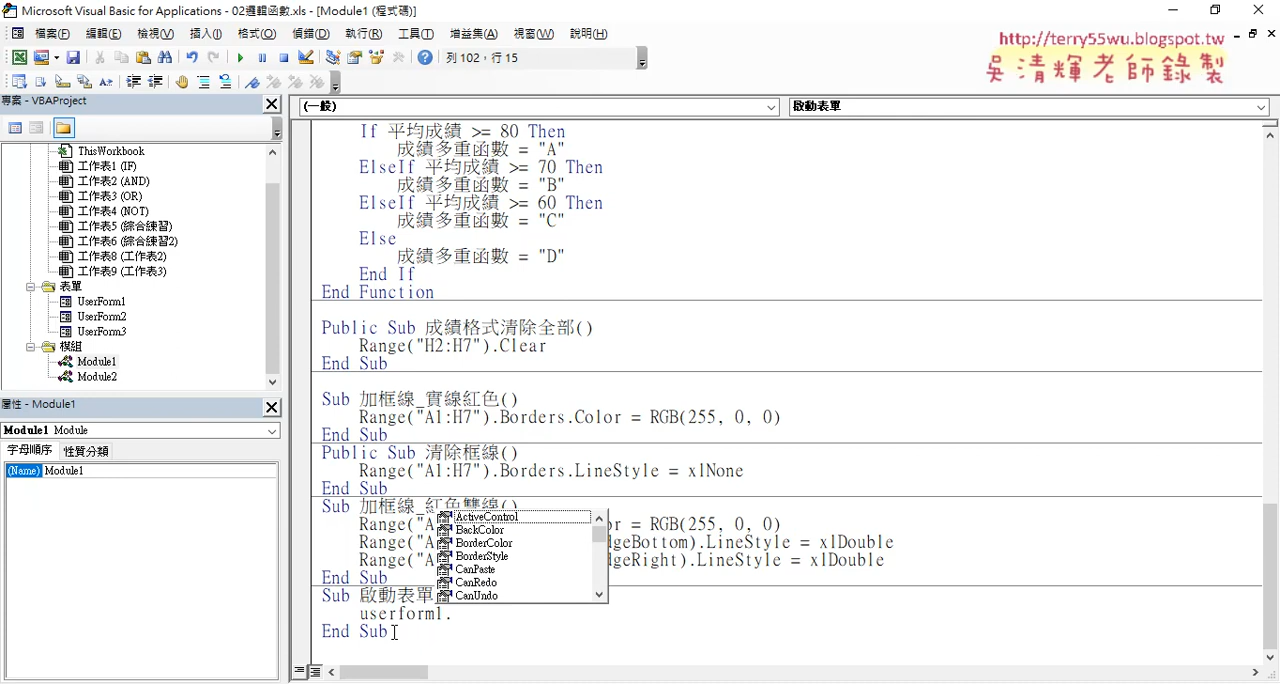 Microsoft Visual Basic for Applications - 02邏輯函數.xls - [Module1 (程式碼)]
http://terry55wu.blogspot.tw
吳清輝老師錄製
檔案(F) 編輯(E) 檢視(V) 插入(I) 格式(O) 偵錯(D) 執行(R) 工具(T) 增益集(A) 視窗(W) 說明(H)
列 102，行 15
專案 - VBAProject
ThisWorkbook
工作表1 (IF)
工作表2 (AND)
工作表3 (OR)
工作表4 (NOT)
工作表5 (綜合練習)
工作表6 (綜合練習2)
工作表8 (工作表2)
工作表9 (工作表3)
表單
UserForm1
UserForm2
UserForm3
模組
Module1
Module2
屬性 - Module1
Module1 Module
字母順序 性質分類
(Name) Module1
(一般) 啟動表單
If 平均成績 >= 80 Then
成績多重函數 = "A"
ElseIf 平均成績 >= 70 Then
成績多重函數 = "B"
ElseIf 平均成績 >= 60 Then
成績多重函數 = "C"
Else
成績多重函數 = "D"
End If
End Function
Public Sub 成績格式清除全部()
Range("H2:H7").Clear
End Sub
Sub 加框線_實線紅色()
Range("A1:H7").Borders.Color = RGB(255, 0, 0)
End Sub
Public Sub 清除框線()
Range("A1:H7").Borders.LineStyle = xlNone
End Sub
Sub 加框線_紅色雙線()
Range("A or = RGB(255, 0, 0)
Range("A dgeBottom).LineStyle = xlDouble
Range("A dgeRight).LineStyle = xlDouble
End Sub
Sub 啟動表單
userform1.
End Sub
ActiveControl
BackColor
BorderColor
BorderStyle
CanPaste
CanRedo
CanUndo